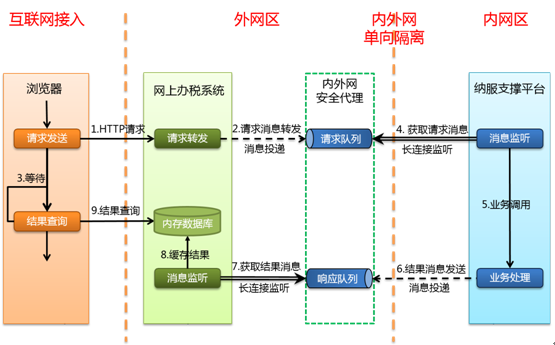 互联网接入
外网区
内外网
单向隔离
内网区
浏览器
网上办税系统
内外网
安全代理
纳服支撑平台
请求发送
1.HTTP请求
请求转发
2.请求消息转发
消息投递
请求队列
4. 获取请求消息
长连接监听
消息监听
3.等待
5.业务调用
结果查询
9.结果查询
内存数据库
8.缓存结果
消息监听
7.获取结果消息
长连接监听
响应队列
6.结果消息发送
消息投递
业务处理